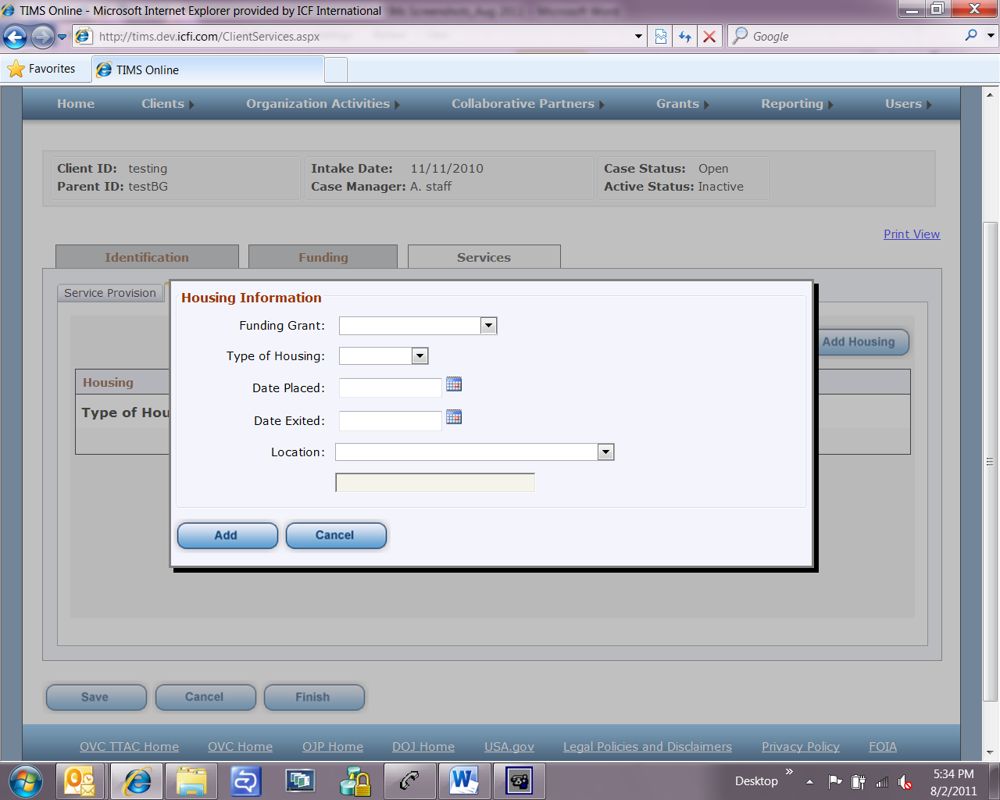 TIMS Online - Microsoft Internet Explorer provided by ICF International
http://tims.dev.icfi.com/ClientServices.aspx
Google
Favorites
TIMS Online
Home Clients Organization Activities Collaborative Partners Grants Reporting Users
Client ID: testing Intake Date: 11/11/2010 Case Status: Open
Parent ID: testBG Case Manager: A. staff Active Status: Inactive
Print View
Identification Funding Services
Service Provision
Housing Information
Funding Grant:
Add Housing
Type of Housing:
Housing
Date Placed:
Type of Hou
Date Exited:
Location:
Add Cancel
Save Cancel Finish
OVC TTAC Home OVC Home OJP Home DOJ Home USA.gov Legal Policies and Disclaimers Privacy Policy FOIA
Desktop
5:34 PM
8/2/2011